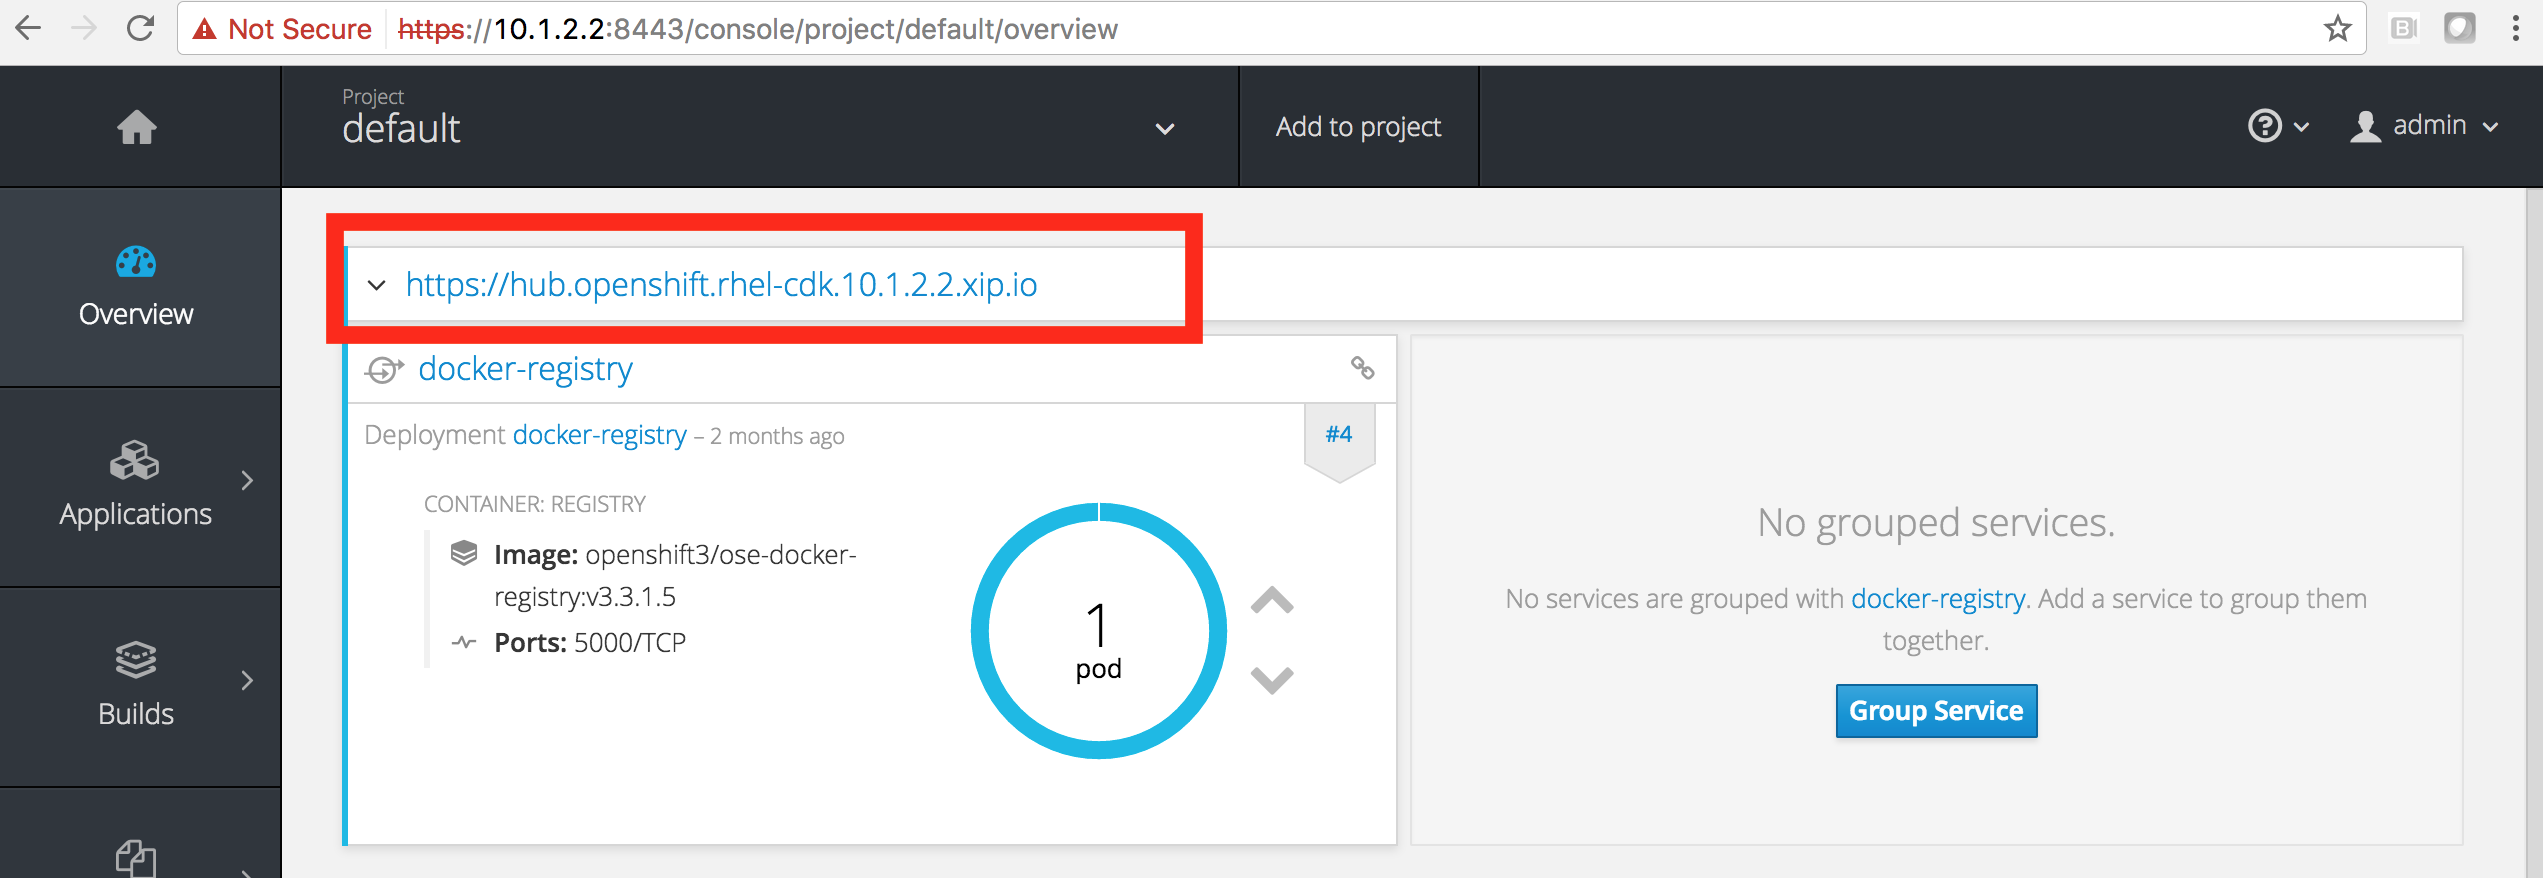 Not Secure https://10.1.2.2:8443/console/project/default/overview
Project
default
Add to project
admin
Overview
Applications
Builds
https://hub.openshift.rhel-cdk.10.1.2.2.xip.io
docker-registry
Deployment docker-registry – 2 months ago
#4
CONTAINER: REGISTRY
Image: openshift3/ose-docker-
registry:v3.3.1.5
Ports: 5000/TCP
1
pod
No grouped services.
No services are grouped with docker-registry. Add a service to group them
together.
Group Service